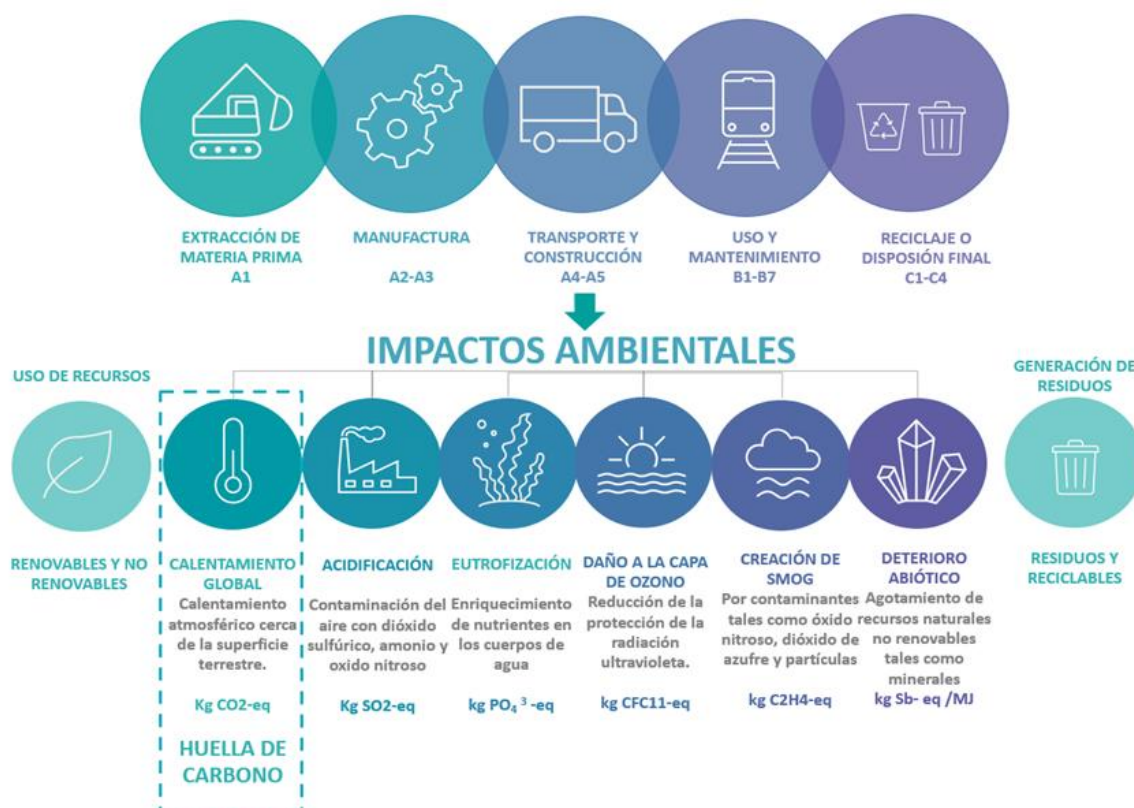 EXTRACCIÓN DE
MATERIA PRIMA
A1
MANUFACTURA
A2-A3
TRANSPORTE Y
CONSTRUCCIÓN
A4-A5
USO Y
MANTENIMIENTO
B1-B7
RECICLAJE O
DISPOSIÓN FINAL
C1-C4
IMPACTOS AMBIENTALES
USO DE RECURSOS
RENOVABLES Y NO
RENOVABLES
CALENTAMIENTO
GLOBAL
Calentamiento
atmosférico cerca
de la superficie
terrestre.
Kg CO2-eq
HUELLA DE
CARBONO
ACIDIFICACIÓN
Contaminación del
aire con dióxido
sulfúrico, amonio y
oxido nitroso
Kg SO2-eq
EUTROFIZACIÓN
Enriquecimiento
de nutrientes en
los cuerpos de
agua
kg PO₄ ³ -eq
DAÑO A LA CAPA
DE OZONO
Reducción de la
protección de la
radiación
ultravioleta.
kg CFC11-eq
CREACIÓN DE
SMOG
Por contaminantes
tales como óxido
nitroso, dióxido de
azufre y partículas
kg C2H4-eq
DETERIORO
ABIÓTICO
Agotamiento de
recursos naturales
no renovables
tales como
minerales
kg Sb- eq /MJ
GENERACIÓN DE
RESIDUOS
RESIDUOS Y
RECICLABLES